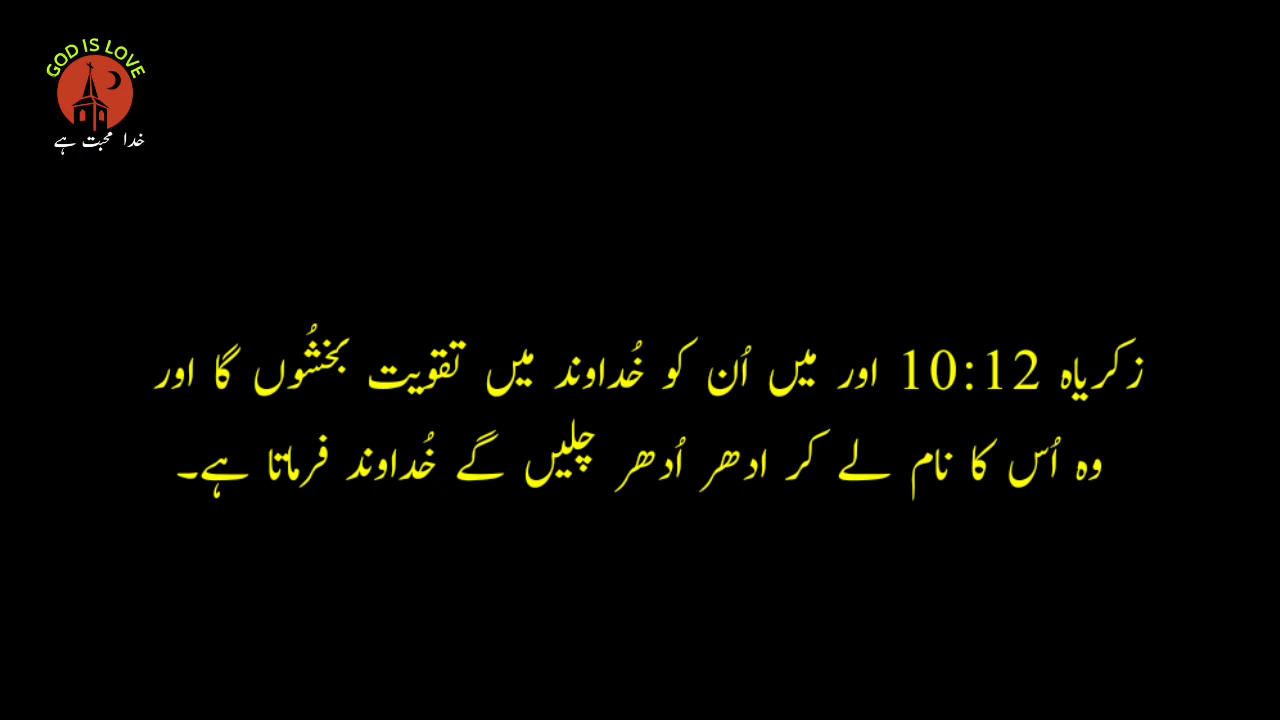 GOD IS LOVE
خدا محبت ہے
زکریاہ 10:12 اور میں اُن کو خُداوند میں تقویت بخشُوں گا اور
وہ اُس کا نام لے کر ادھر اُدھر چلیں گے خُداوند فرماتا ہے۔